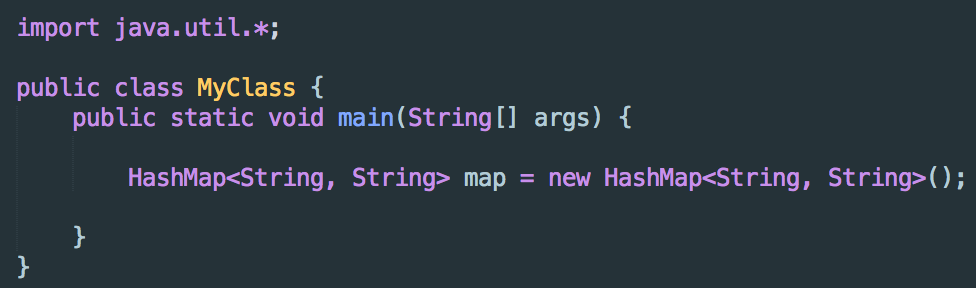 import java.util.*;
public class MyClass {
public static void main(String[] args) {
HashMap<String, String> map = new HashMap<String, String>();
}
}